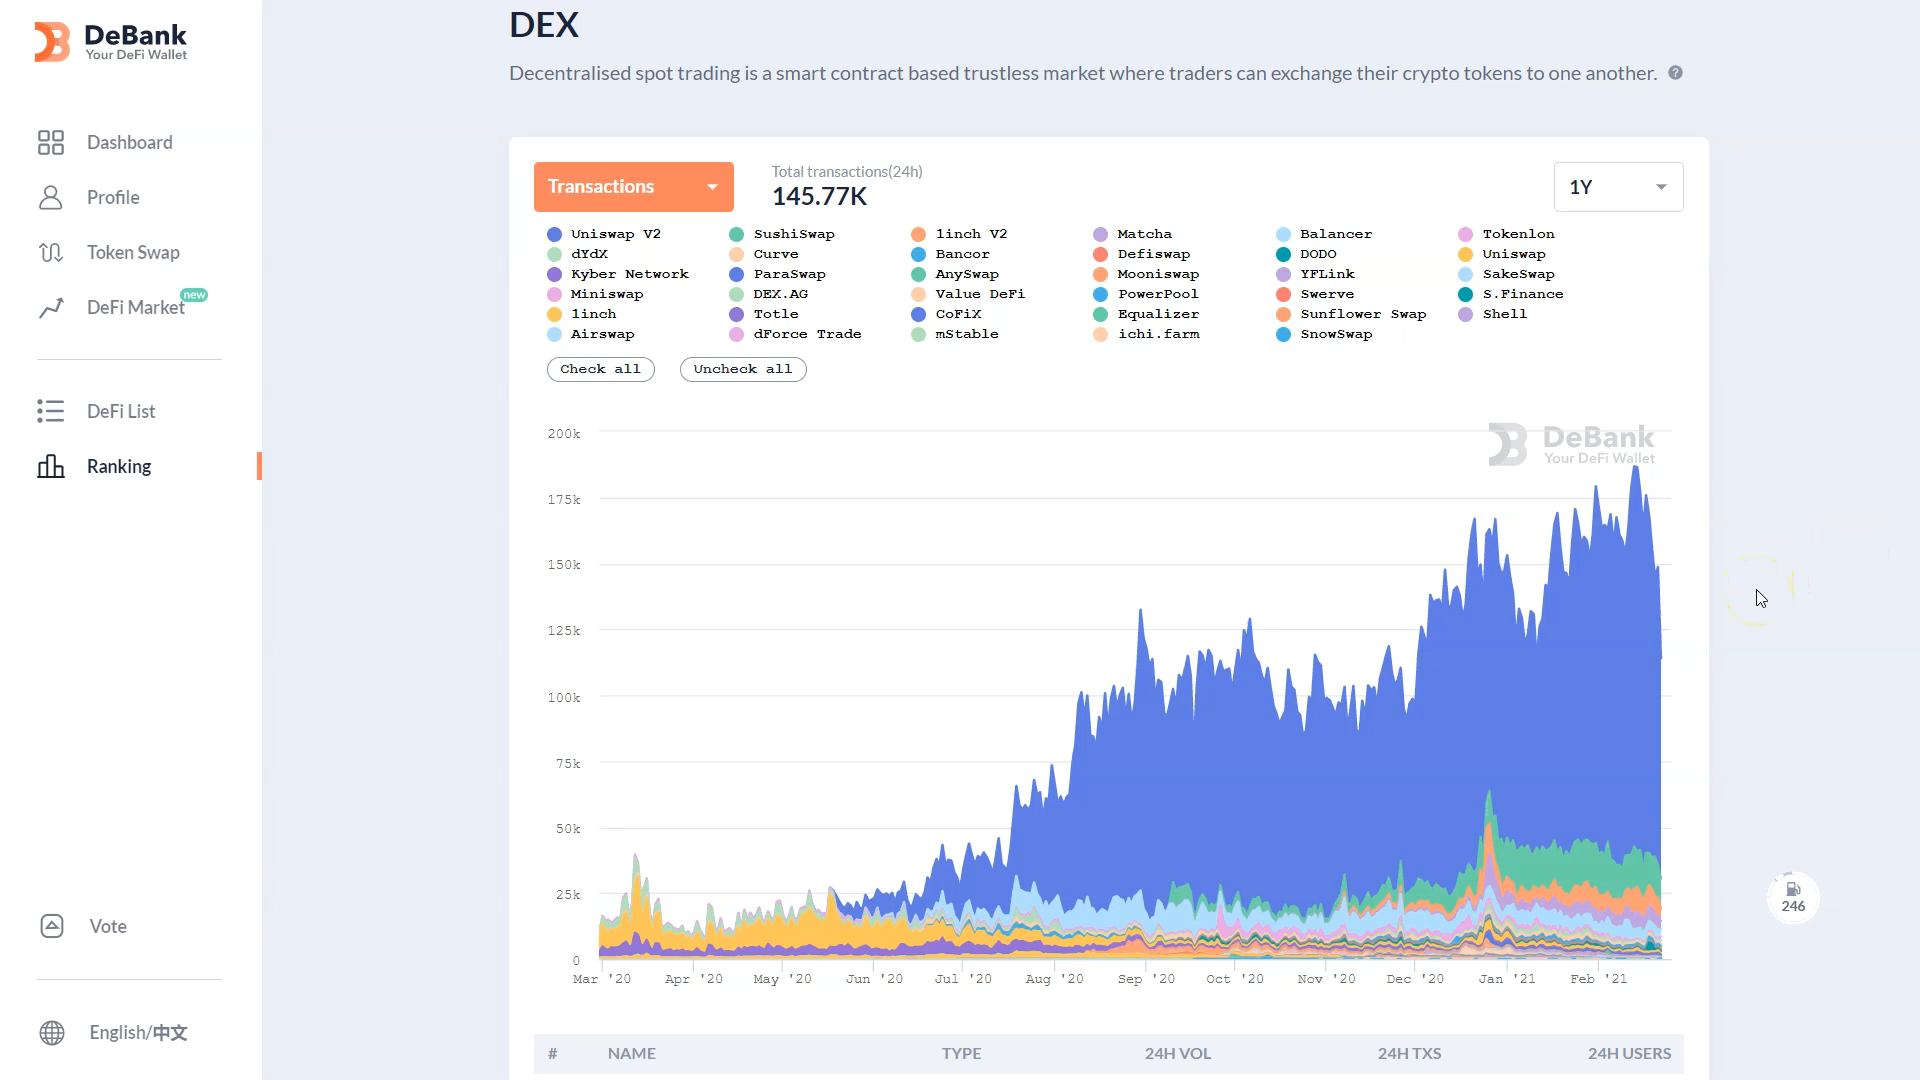 DeBank
Your DeFi Wallet
Dashboard
Profile
Token Swap
DeFi Market new
DeFi List
Ranking
Vote
English/中文
DEX
Decentralised spot trading is a smart contract based trustless market where traders can exchange their crypto tokens to one another. ?
Transactions
Total transactions(24h)
145.77K
1Y
Uniswap V2 SushiSwap 1inch V2 Matcha Balancer Tokenlon
dYdX Curve Bancor Defiswap DODO Uniswap
Kyber Network ParaSwap AnySwap Mooniswap YFLink SakeSwap
Miniswap DEX.AG Value DeFi PowerPool Swerve S.Finance
1inch Totle CoFiX Equalizer Sunflower Swap Shell
Airswap dForce Trade mStable ichi.farm SnowSwap
Check all Uncheck all
DeBank
Your DeFi Wallet
200k
175k
150k
125k
100k
75k
50k
25k
0
Mar '20 Apr '20 May '20 Jun '20 Jul '20 Aug '20 Sep '20 Oct '20 Nov '20 Dec '20 Jan '21 Feb '21
246
# NAME TYPE 24H VOL 24H TXS 24H USERS